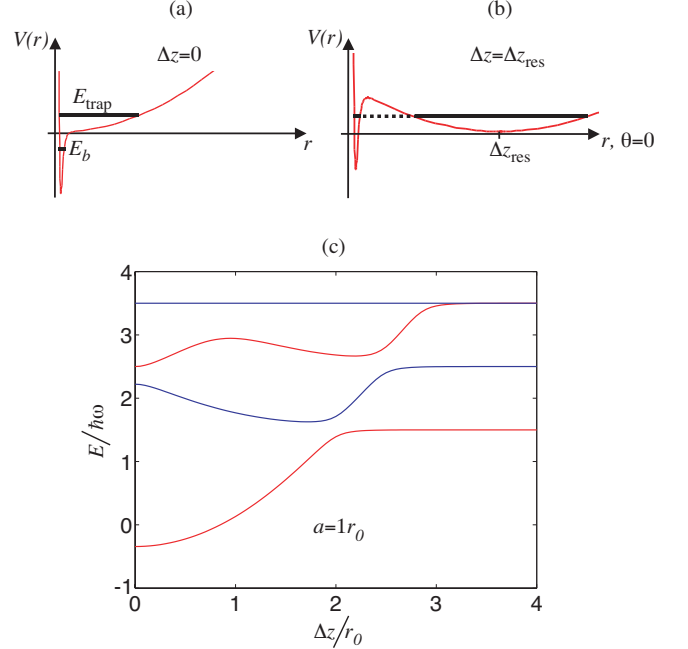 (a)
(b)
V(r)
Δz=0
V(r)
Δz=Δz_res
E_trap
E_b
r
Δz_res
r, θ=0
(c)
4
3
2
1
0
-1
E/ħω
a=1r_0
0
1
2
3
4
Δz/r_0